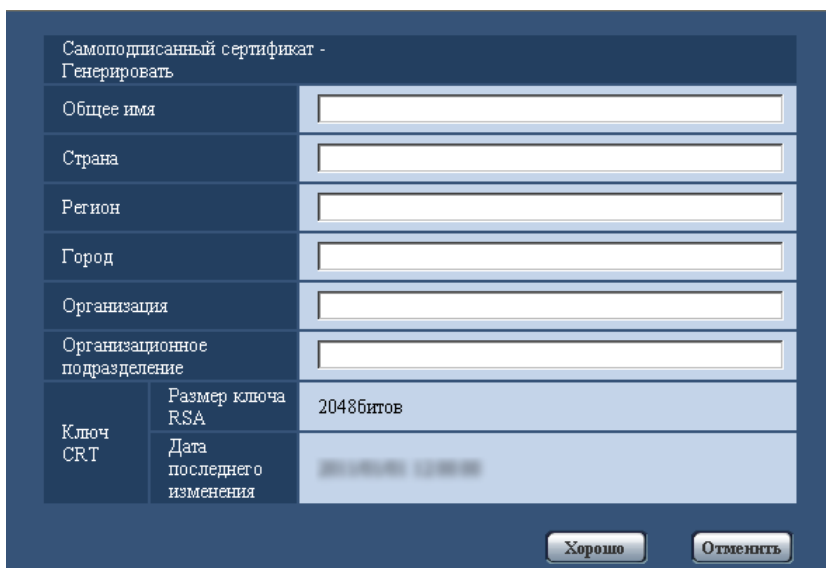 Самоподписанный сертификат -
Генерировать
Общее имя
Страна
Регион
Город
Организация
Организационное
подразделение
Ключ
CRT
Размер ключа
RSA
2048битов
Дата
последнего
изменения
Хорошо
Отменить